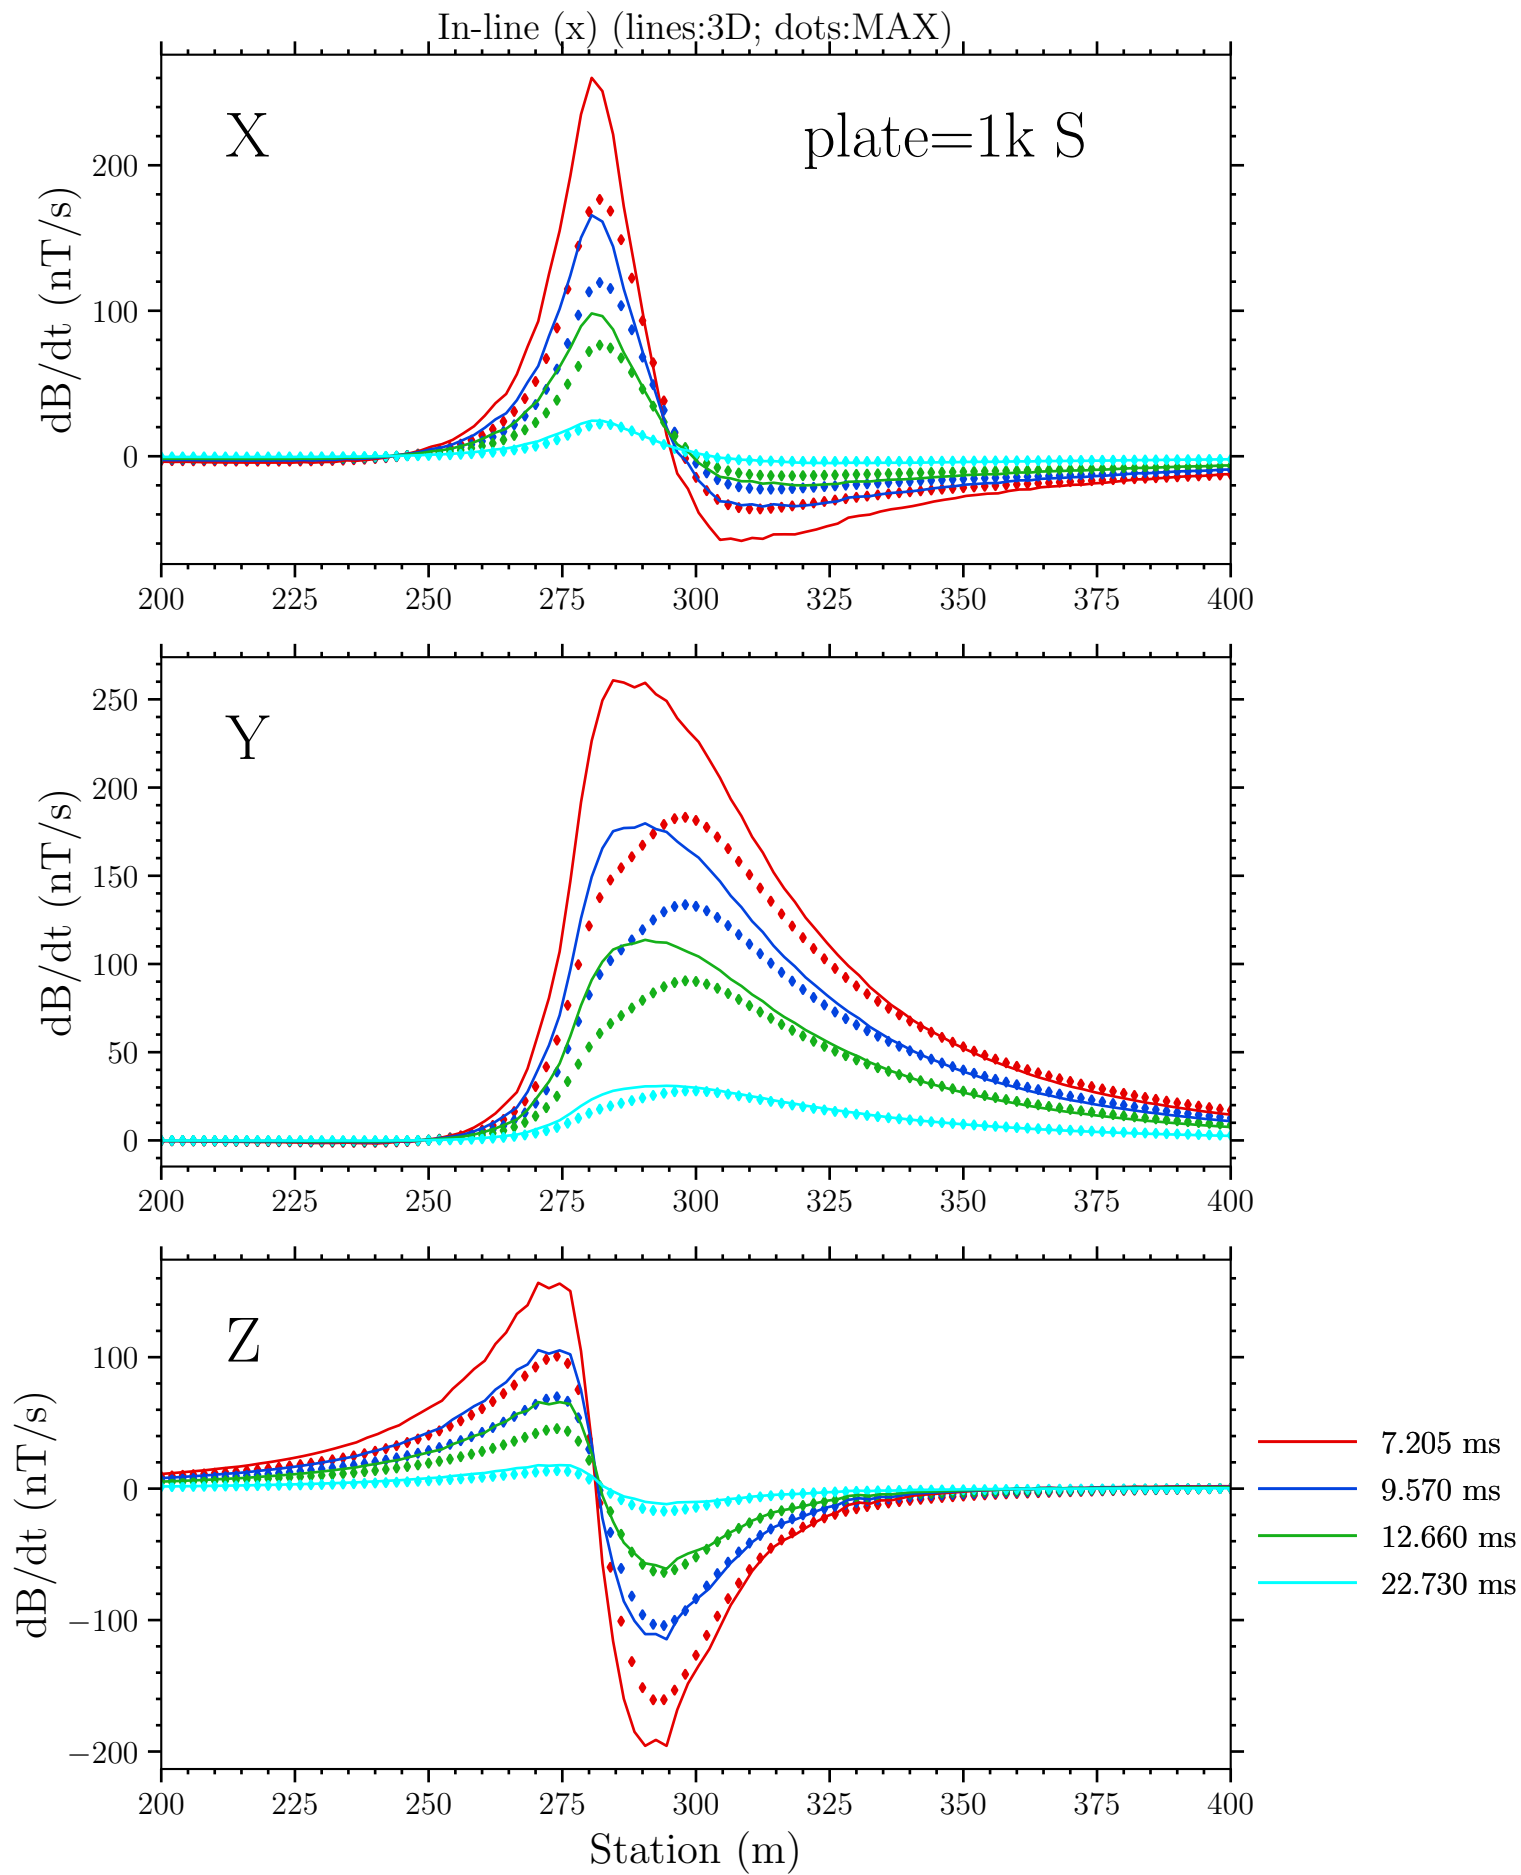 In-line (x) (lines:3D; dots:MAX)
X
plate=1k S
dB/dt (nT/s)
200
100
0
200 225 250 275 300 325 350 375 400
Y
dB/dt (nT/s)
250
200
150
100
50
0
200 225 250 275 300 325 350 375 400
Z
dB/dt (nT/s)
100
0
−100
−200
200 225 250 275 300 325 350 375 400
Station (m)
7.205 ms
9.570 ms
12.660 ms
22.730 ms